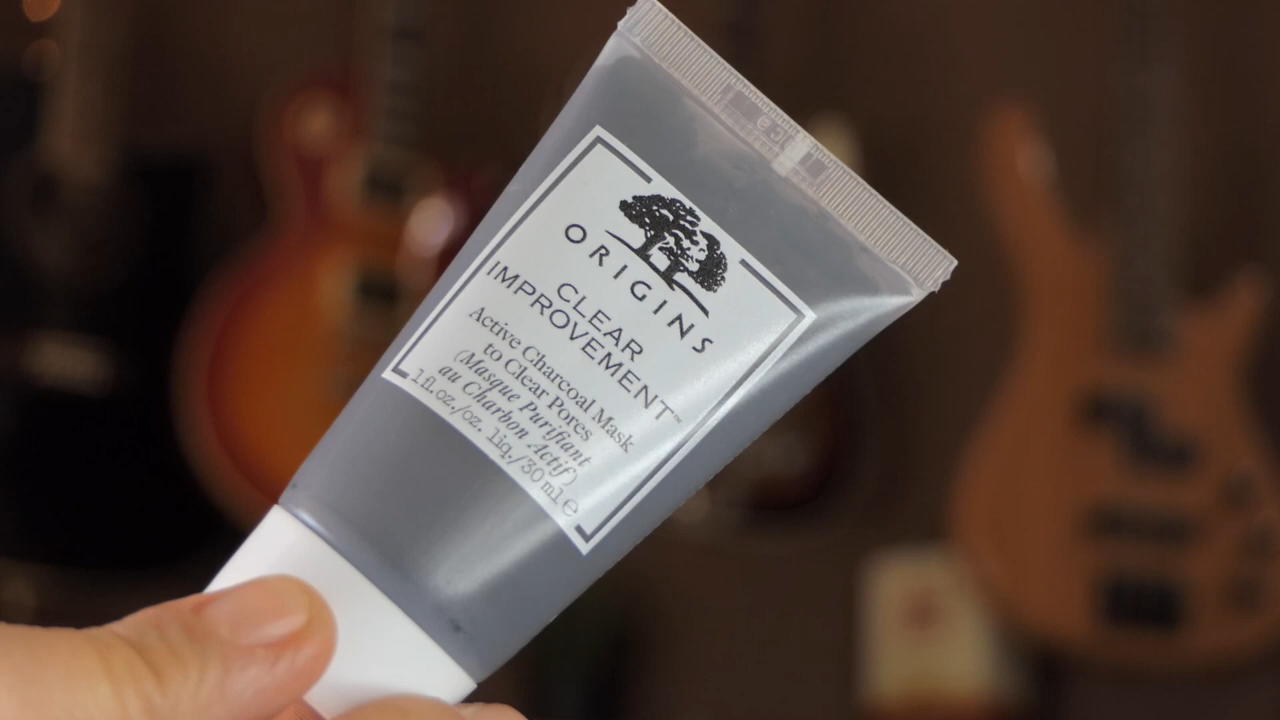 ORIGINS
CLEAR
IMPROVEMENT™
Active Charcoal Mask
to Clear Pores
(Masque Purifiant
au Charbon Actif)
1 fl.oz./oz. liq./30 ml e